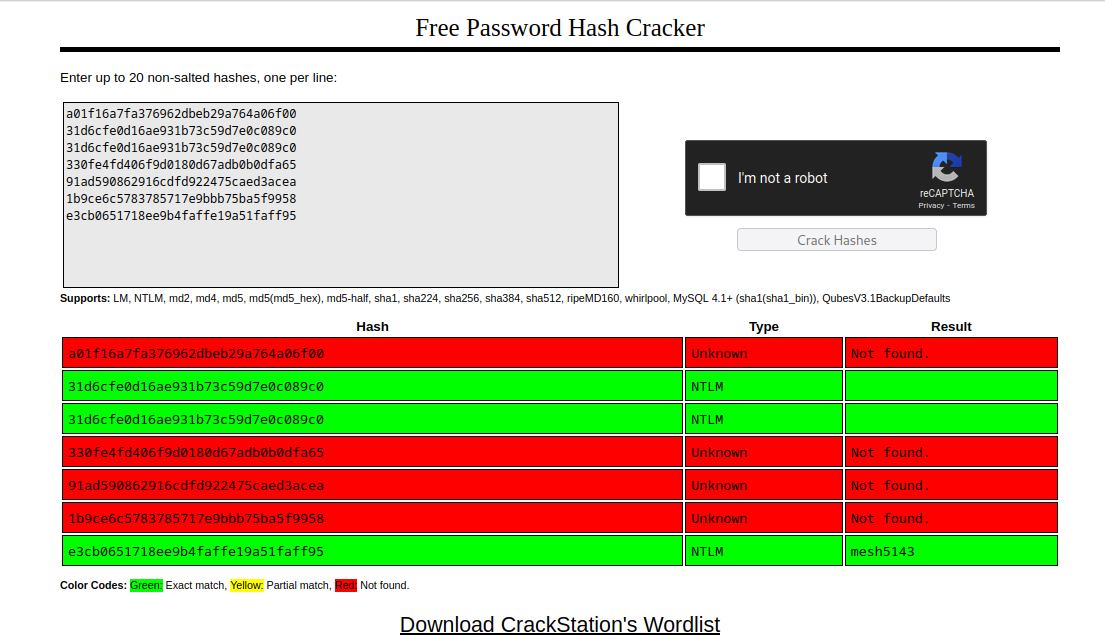 Free Password Hash Cracker
Enter up to 20 non-salted hashes, one per line:
a01f16a7fa376962dbeb29a764a06f00
31d6cfe0d16ae931b73c59d7e0c089c0
31d6cfe0d16ae931b73c59d7e0c089c0
330fe4fd406f9d0180d67adb0b0dfa65
91ad590862916cdfd922475caed3acea
1b9ce6c5783785717e9bbb75ba5f9958
e3cb0651718ee9b4faffe19a51faff95
I'm not a robot
reCAPTCHA
Privacy - Terms
Crack Hashes
Supports: LM, NTLM, md2, md4, md5, md5(md5_hex), md5-half, sha1, sha224, sha256, sha384, sha512, ripeMD160, whirlpool, MySQL 4.1+ (sha1(sha1_bin)), QubesV3.1BackupDefaults
Hash Type Result
a01f16a7fa376962dbeb29a764a06f00 Unknown Not found.
31d6cfe0d16ae931b73c59d7e0c089c0 NTLM
31d6cfe0d16ae931b73c59d7e0c089c0 NTLM
330fe4fd406f9d0180d67adb0b0dfa65 Unknown Not found.
91ad590862916cdfd922475caed3acea Unknown Not found.
1b9ce6c5783785717e9bbb75ba5f9958 Unknown Not found.
e3cb0651718ee9b4faffe19a51faff95 NTLM mesh5143
Color Codes: Green: Exact match, Yellow: Partial match, Red: Not found.
Download CrackStation's Wordlist